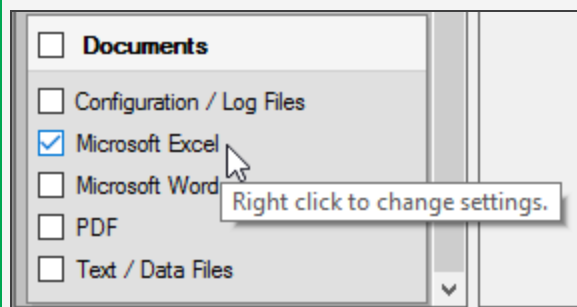 Documents
Configuration / Log Files
Microsoft Excel
Microsoft Word
Right click to change settings.
PDF
Text / Data Files